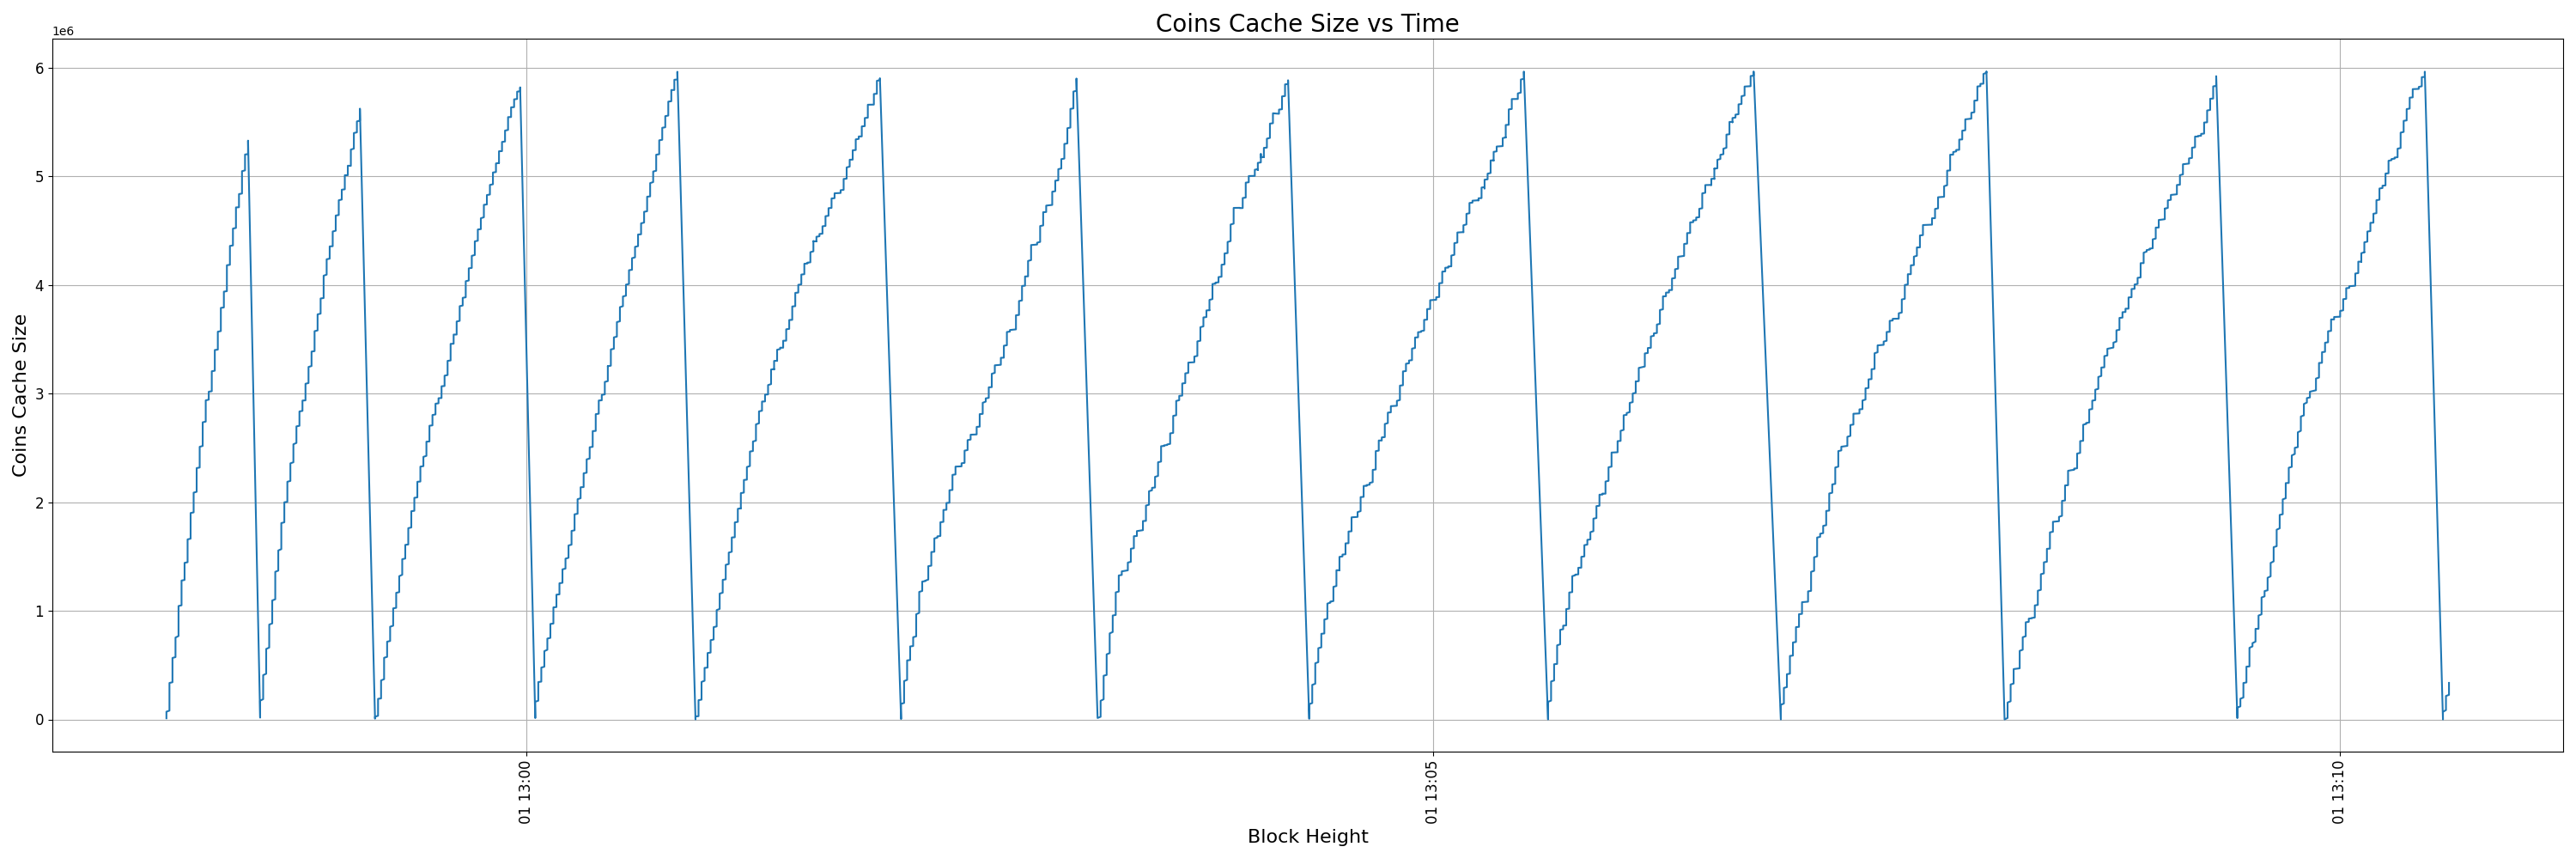 Coins Cache Size vs Time
1e6
6
5
4
3
2
1
0
Coins Cache Size
01 13:00
01 13:05
01 13:10
Block Height